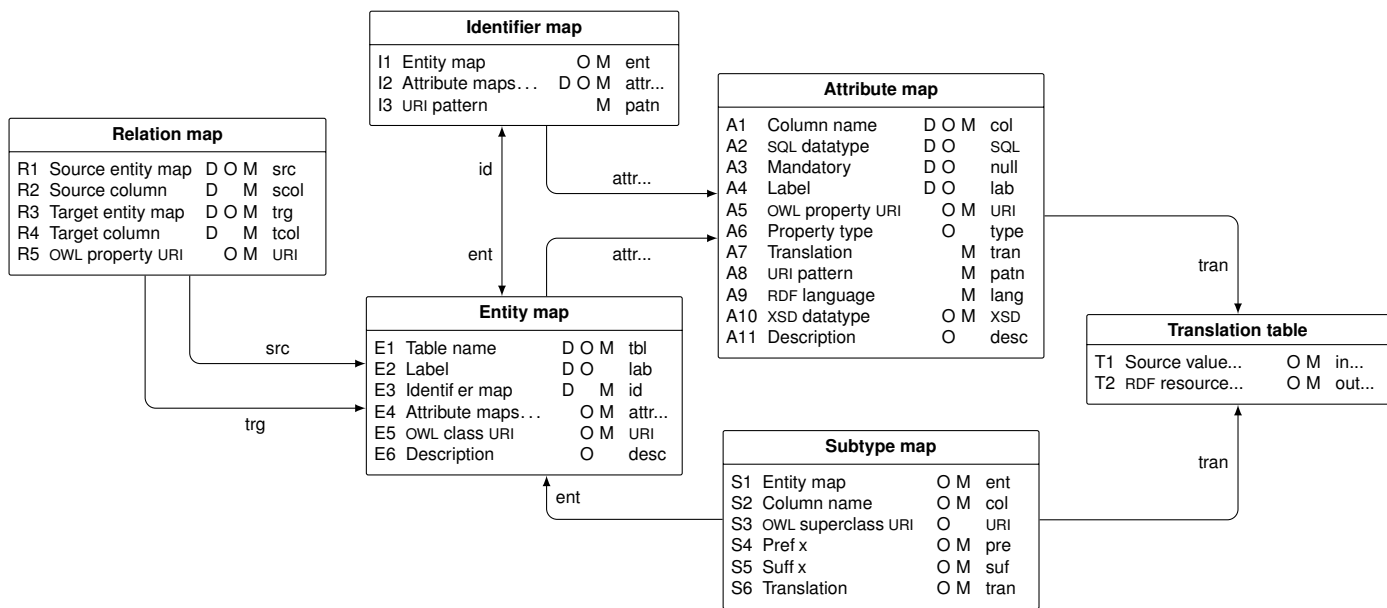 Identifier map
I1 Entity map O M ent
I2 Attribute maps... D O M attr...
I3 URI pattern M patn
Attribute map
A1 Column name D O M col
A2 SQL datatype D O SQL
A3 Mandatory D O null
A4 Label D O lab
A5 OWL property URI O M URI
A6 Property type O type
A7 Translation M tran
A8 URI pattern M patn
A9 RDF language M lang
A10 XSD datatype O M XSD
A11 Description O desc
Relation map
R1 Source entity map D O M src
R2 Source column D M scol
R3 Target entity map D O M trg
R4 Target column D M tcol
R5 OWL property URI O M URI
id
attr...
ent
attr...
tran
Entity map
E1 Table name D O M tbl
E2 Label D O lab
E3 Identif er map D M id
E4 Attribute maps... O M attr...
E5 OWL class URI O M URI
E6 Description O desc
src
trg
Translation table
T1 Source value... O M in...
T2 RDF resource... O M out...
Subtype map
S1 Entity map O M ent
S2 Column name O M col
S3 OWL superclass URI O URI
S4 Pref x O M pre
S5 Suff x O M suf
S6 Translation O M tran
ent
tran